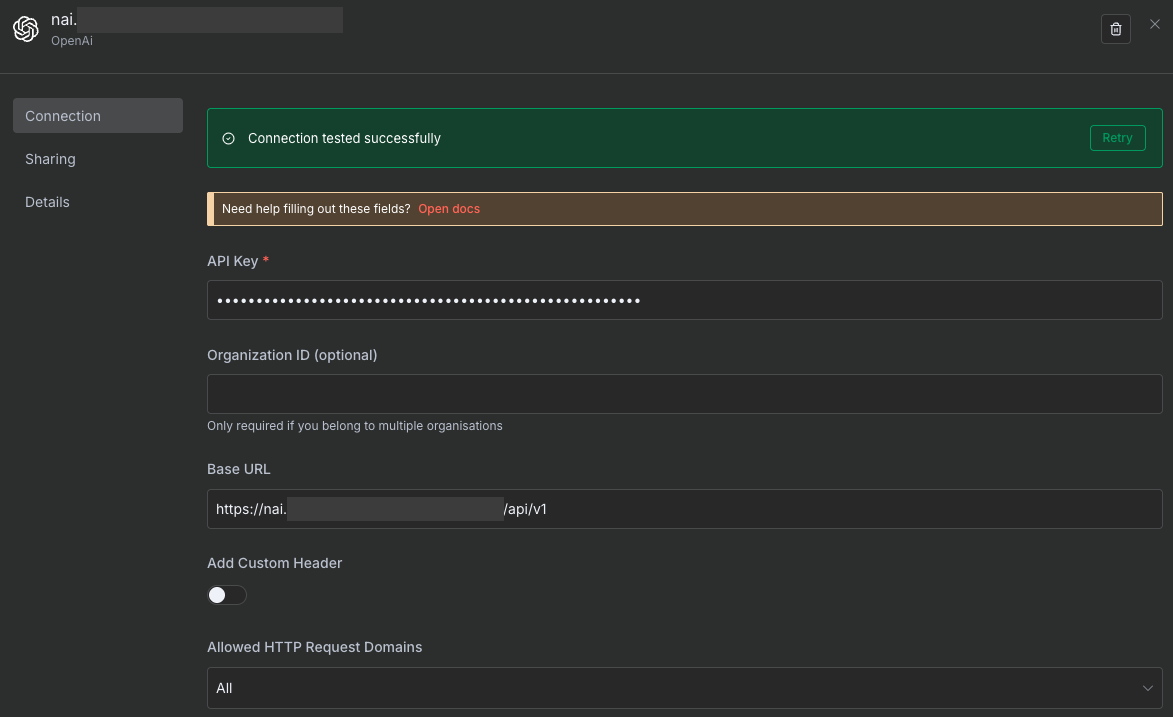 nai.
OpenAi
Connection
Sharing
Details
Connection tested successfully
Retry
Need help filling out these fields? Open docs
API Key *
••••••••••••••••••••••••••••••••••••••••••••••••••••••
Organization ID (optional)
Only required if you belong to multiple organisations
Base URL
https://nai. /api/v1
Add Custom Header
Allowed HTTP Request Domains
All